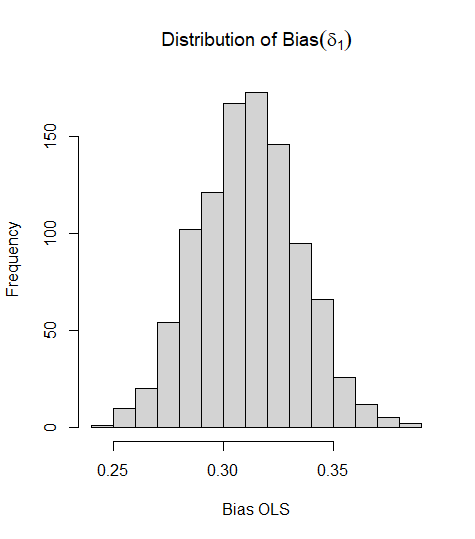 Distribution of Bias(δ₁)
Frequency
150
100
50
0
0.25 0.30 0.35
Bias OLS